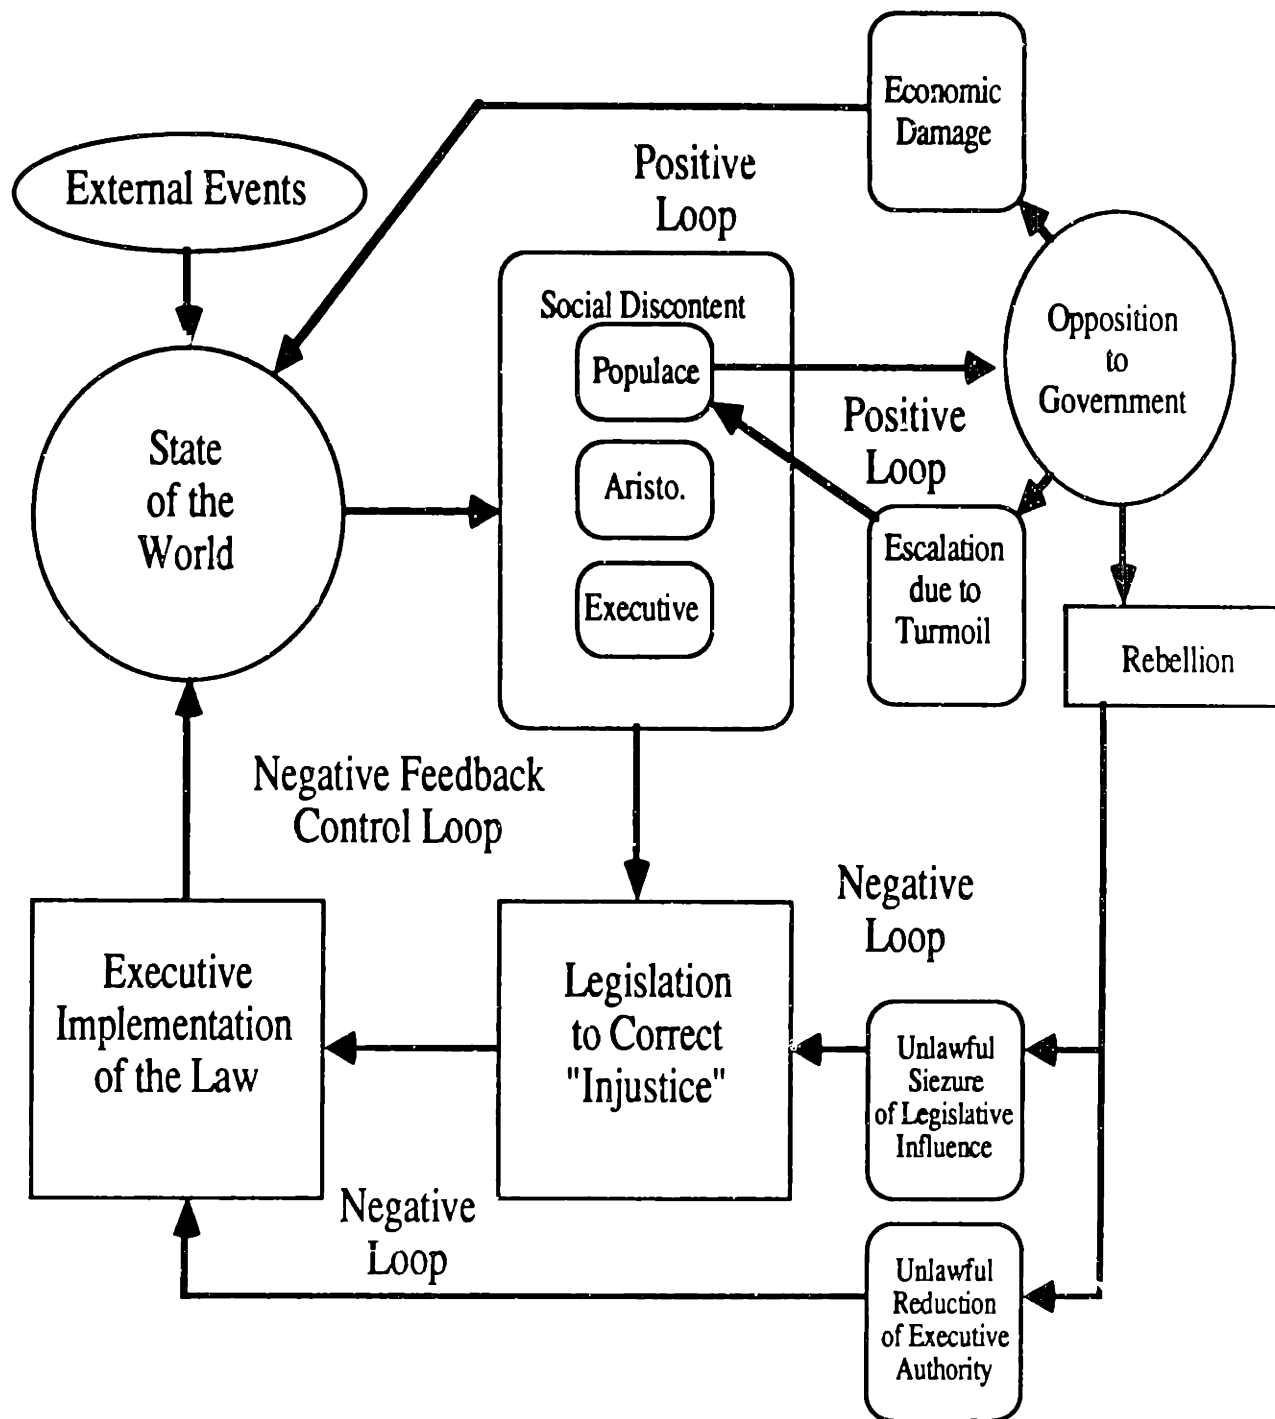 Economic
Damage
External Events
Positive
Loop
Social Discontent
Populace
Aristo.
Executive
Opposition
to
Government
Positive
Loop
State
of the
World
Escalation
due to
Turmoil
Rebellion
Negative Feedback
Control Loop
Negative
Loop
Executive
Implementation
of the Law
Legislation
to Correct
"Injustice"
Unlawful
Siezure
of Legislative
Influence
Negative
Loop
Unlawful
Reduction
of Executive
Authority